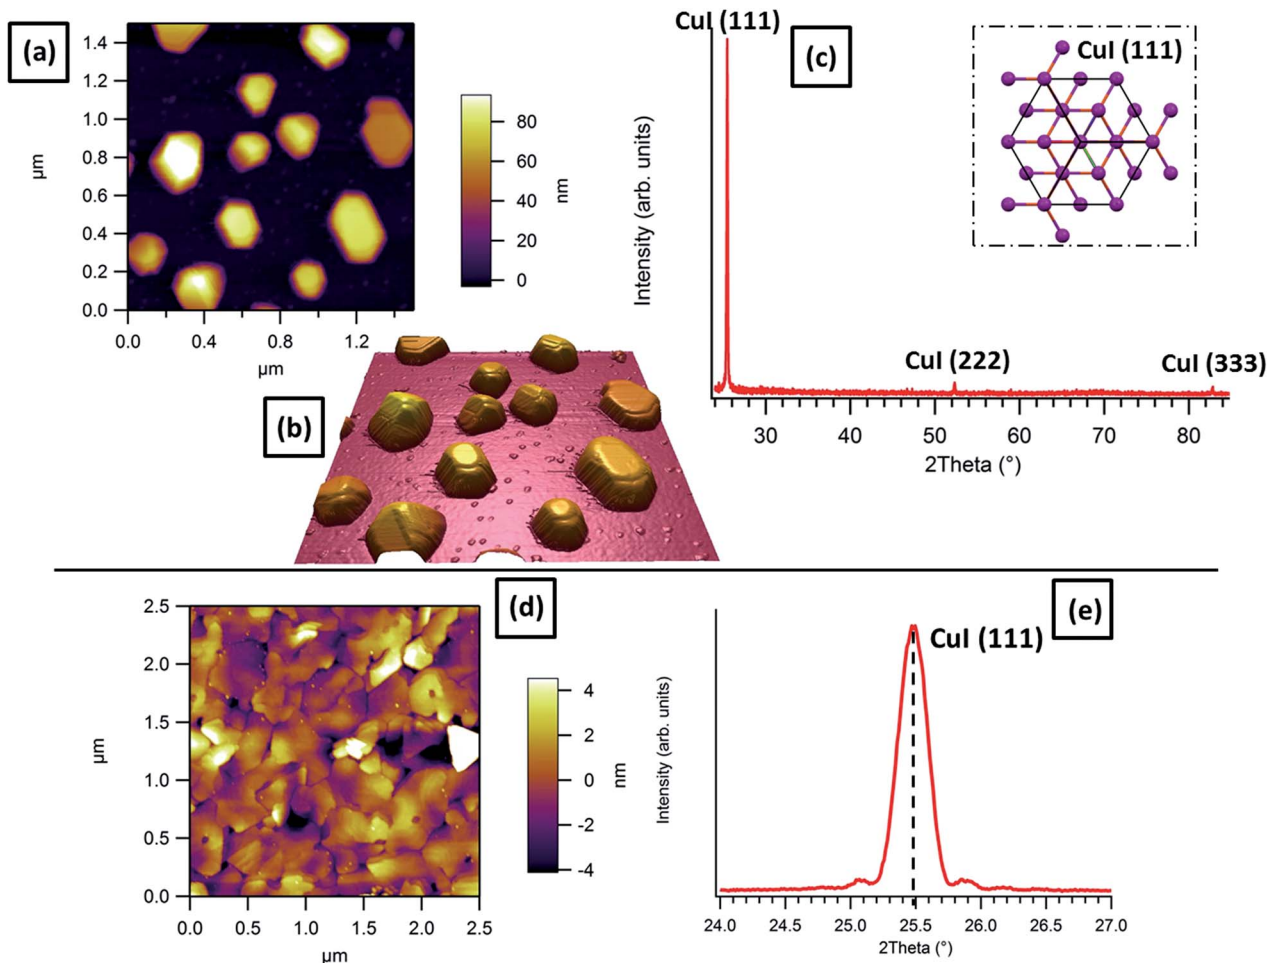 (a)
1.4
1.2
1.0
0.8
0.6
0.4
0.2
0.0
µm
0.0 0.4 0.8 1.2
µm
80
60
40
20
0
nm
(b)
CuI (111)
(c)
CuI (111)
Intensity (arb. units)
CuI (222)
CuI (333)
30 40 50 60 70 80
2Theta (°)
(d)
2.5
2.0
1.5
1.0
0.5
0.0
µm
0.0 0.5 1.0 1.5 2.0 2.5
µm
4
2
0
-2
-4
nm
(e)
CuI (111)
Intensity (arb. units)
24.0 24.5 25.0 25.5 26.0 26.5 27.0
2Theta (°)